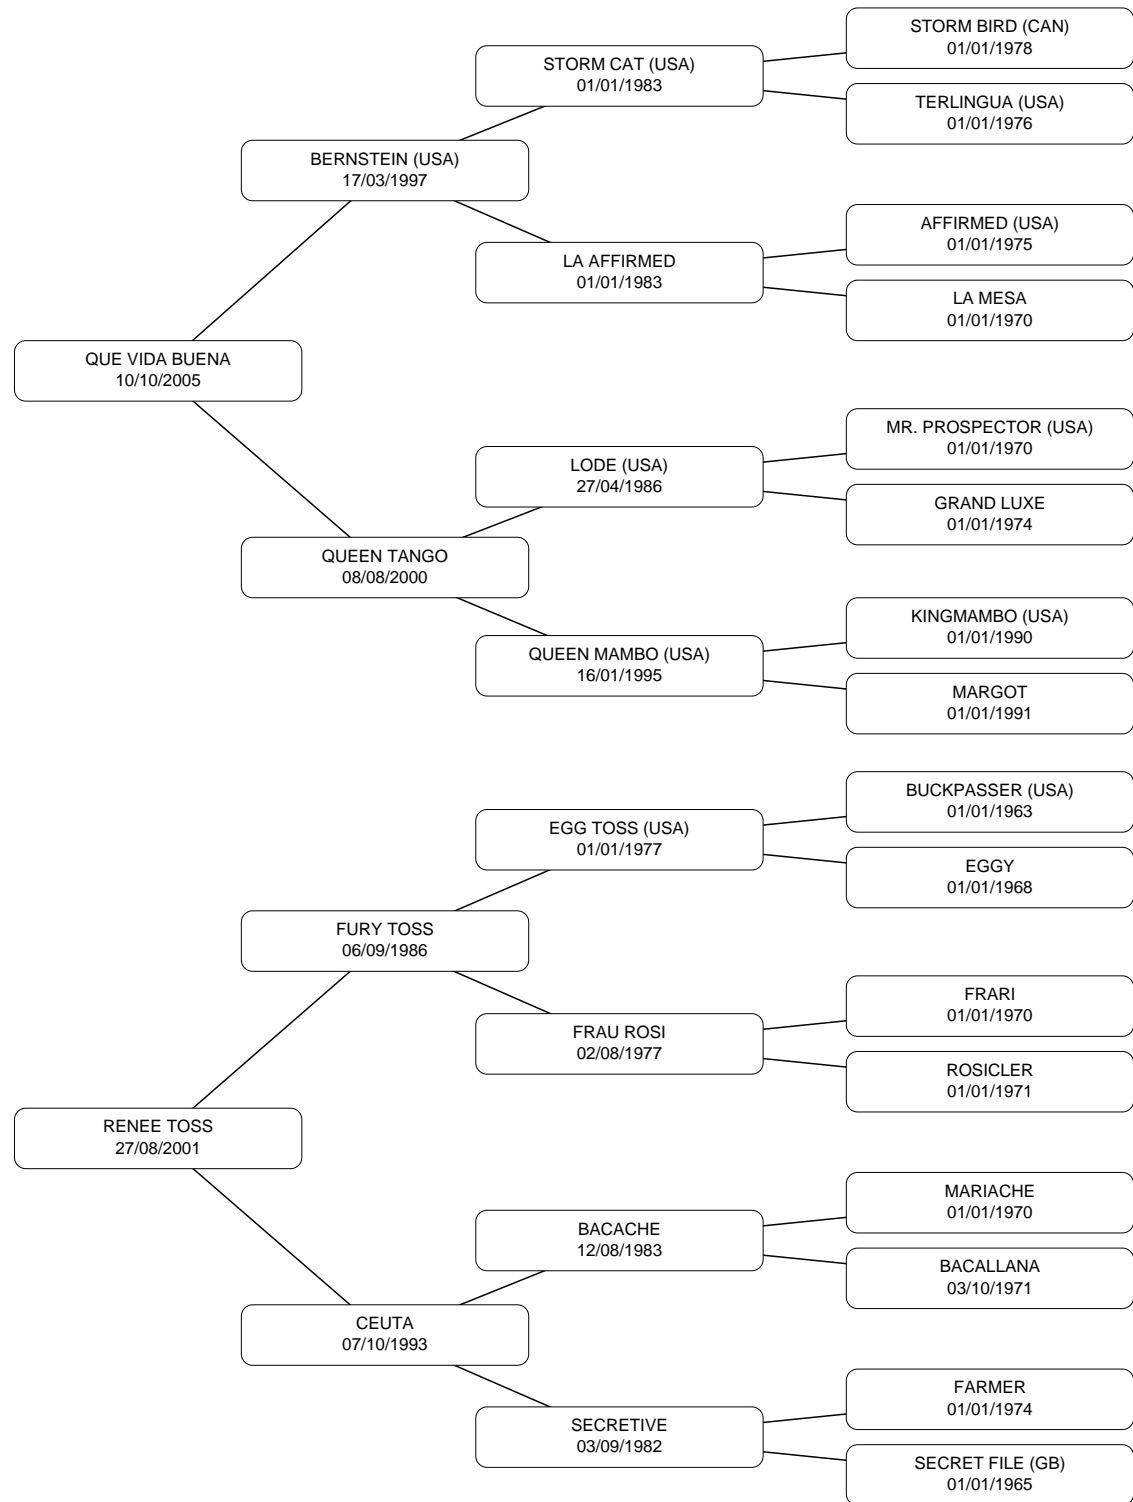 STORM BIRD (CAN)
01/01/1978
STORM CAT (USA)
01/01/1983
TERLINGUA (USA)
01/01/1976
BERNSTEIN (USA)
17/03/1997
AFFIRMED (USA)
01/01/1975
LA AFFIRMED
01/01/1983
LA MESA
01/01/1970
QUE VIDA BUENA
10/10/2005
MR. PROSPECTOR (USA)
01/01/1970
LODE (USA)
27/04/1986
GRAND LUXE
01/01/1974
QUEEN TANGO
08/08/2000
KINGMAMBO (USA)
01/01/1990
QUEEN MAMBO (USA)
16/01/1995
MARGOT
01/01/1991
BUCKPASSER (USA)
01/01/1963
EGG TOSS (USA)
01/01/1977
EGGY
01/01/1968
FURY TOSS
06/09/1986
FRARI
01/01/1970
FRAU ROSI
02/08/1977
ROSICLER
01/01/1971
RENEE TOSS
27/08/2001
MARIACHE
01/01/1970
BACACHE
12/08/1983
BACALLANA
03/10/1971
CEUTA
07/10/1993
FARMER
01/01/1974
SECRETIVE
03/09/1982
SECRET FILE (GB)
01/01/1965